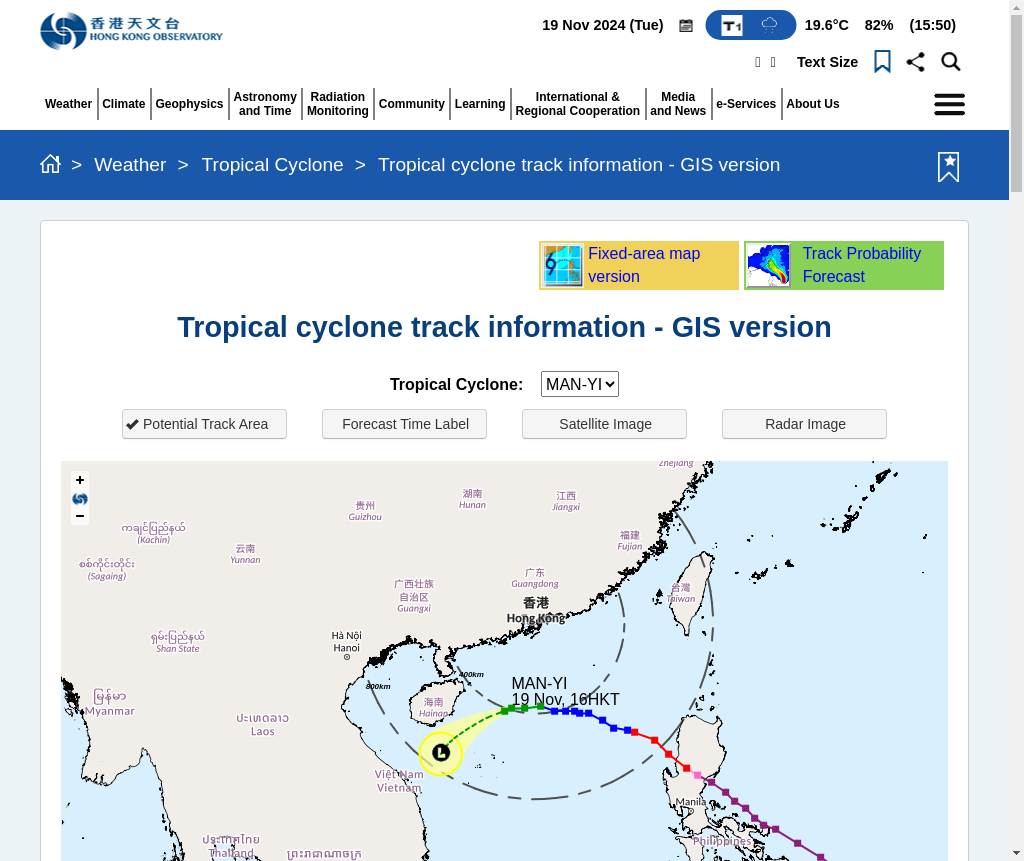 香港天文台
HONG KONG OBSERVATORY
19 Nov 2024 (Tue)
T1
19.6°C 82% (15:50)
Text Size
Weather
Climate
Geophysics
Astronomy
and Time
Radiation
Monitoring
Community
Learning
International &
Regional Cooperation
Media
and News
e-Services
About Us
> Weather > Tropical Cyclone > Tropical cyclone track information - GIS version
Fixed-area map
version
Track Probability
Forecast
Tropical cyclone track information - GIS version
Tropical Cyclone: MAN-YI
Potential Track Area
Forecast Time Label
Satellite Image
Radar Image
+
−
Zhejiang
湖南
Hunan
江西
Jiangxi
贵州
Guizhou
福建
Fujian
ကချင်ပြည်နယ်
(Kachin)
云南
Yunnan
စစ်ကိုင်းတိုင်း
(Sagaing)
广东
Guangdong
广西壮族
自治区
Guangxi
台灣
Taiwan
香港
Hong Kong
ရှမ်းပြည်နယ်
Shan State
Hà Nội
Hanoi
400km
800km
MAN-YI
19 Nov, 16HKT
海南
Hainan
မြန်မာ
Myanmar
ປະເທດລາວ
Laos
L
Việt Nam
Vietnam
Manila
Philippines
ประเทศไทย
Thailand
ព្រះរាជាណាចក្រ